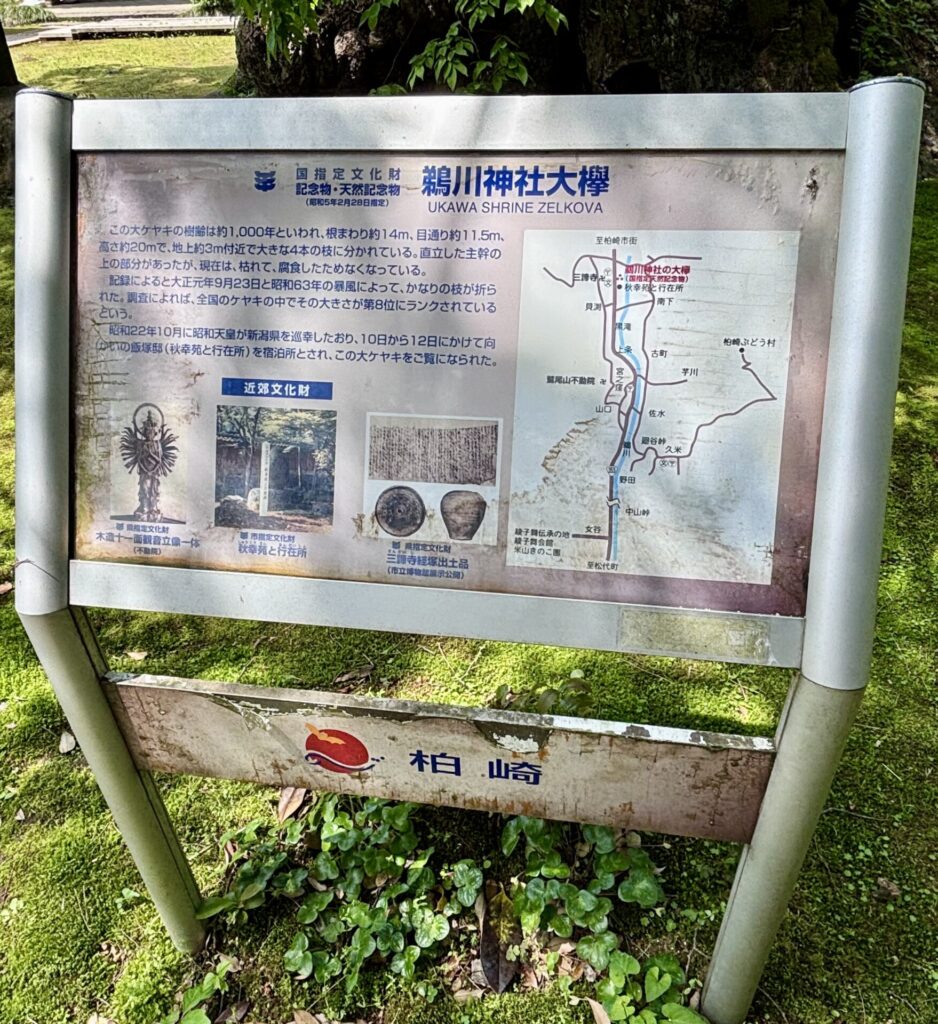 国指定文化財
記念物・天然記念物
(昭和5年2月28日指定)
鵜川神社大欅
UKAWA SHRINE ZELKOVA
この大ケヤキの樹齢は約1,000年といわれ、根まわり約14m、目通り約11.5m、
高さ約20mで、地上約3m付近で大きな4本の枝に分かれている。直立した主幹の
上の部分があったが、現在は、枯れて、腐食したためなくなっている。
記録によると大正元年9月23日と昭和63年の暴風によって、かなりの枝が折ら
れた。調査によれば、全国のケヤキの中でその大きさが第8位にランクされている
という。
昭和22年10月に昭和天皇が新潟県を巡幸したおり、10日から12日にかけて向
かいの飯塚邸(秋幸苑と行在所)を宿泊所とされ、この大ケヤキをご覧になられた。
近郊文化財
県指定文化財
木造十一面観音立像一体
(不動院)
市指定文化財
秋幸苑と行在所
県指定文化財
三諦寺経塚出土品
(市立博物館展示公開)
至柏崎市街
三諦寺卍
鵜川神社の大欅
(国指定天然記念物)
秋幸苑と行在所
貝渕
南下
黒滝
上条
古町
柏崎ぶどう村
宮之窪
芋川
鷲尾山不動院 卍
山口
佐水
鵜川
廻谷峠
久米
野田
中山峠
女谷
綾子舞伝承の地
綾子舞会館
米山きのこ園
至松代町
柏崎